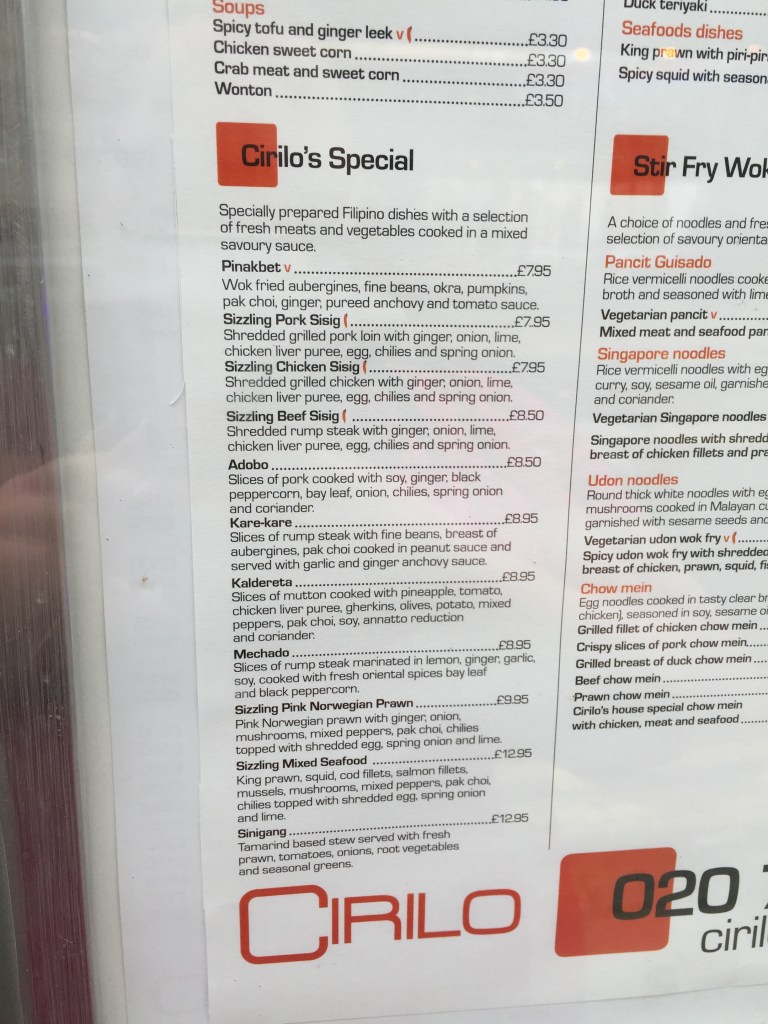 Soups
Spicy tofu and ginger leek v £3.30
Chicken sweet corn £3.30
Crab meat and sweet corn £3.30
Wonton £3.50
Cirilo's Special
Specially prepared Filipino dishes with a selection
of fresh meats and vegetables cooked in a mixed
savoury sauce.
Pinakbet v £7.95
Wok fried aubergines, fine beans, okra, pumpkins,
pak choi, ginger, pureed anchovy and tomato sauce.
Sizzling Pork Sisig £7.95
Shredded grilled pork loin with ginger, onion, lime,
chicken liver puree, egg, chilies and spring onion.
Sizzling Chicken Sisig £7.95
Shredded grilled chicken with ginger, onion, lime,
chicken liver puree, egg, chilies and spring onion.
Sizzling Beef Sisig £8.50
Shredded rump steak with ginger, onion, lime,
chicken liver puree, egg, chilies and spring onion.
Adobo £8.50
Slices of pork cooked with soy, ginger, black
peppercorn, bay leaf, onion, chilies, spring onion
and coriander.
Kare-kare £8.95
Slices of rump steak with fine beans, breast of
aubergines, pak choi cooked in peanut sauce and
served with garlic and ginger anchovy sauce.
Kaldereta £8.95
Slices of mutton cooked with pineapple, tomato,
chicken liver puree, gherkins, olives, potato, mixed
peppers, pak choi, soy, annatto reduction
and coriander.
Mechado £8.95
Slices of rump steak marinated in lemon, ginger, garlic,
soy, cooked with fresh oriental spices bay leaf
and black peppercorn.
Sizzling Pink Norwegian Prawn £9.95
Pink Norwegian prawn with ginger, onion,
mushrooms, mixed peppers, pak choi, chilies
topped with shredded egg, spring onion and lime.
Sizzling Mixed Seafood £12.95
King prawn, squid, cod fillets, salmon fillets,
mussels, mushrooms, mixed peppers, pak choi,
chilies topped with shredded egg, spring onion
and lime.
Sinigang £12.95
Tamarind based stew served with fresh
prawn, tomatoes, onions, root vegetables
and seasonal greens.
CIRILO
Duck teriyaki
Seafoods dishes
King prawn with piri-pir
Spicy squid with season
Stir Fry Wok
A choice of noodles and fre
selection of savoury orienta
Pancit Guisado
Rice vermicelli noodles cooke
broth and seasoned with lime
Vegetarian pancit v
Mixed meat and seafood pan
Singapore noodles
Rice vermicelli noodles with eg
curry, soy, sesame oil, garnishe
and coriander.
Vegetarian Singapore noodles
Singapore noodles with shredd
breast of chicken fillets and pra
Udon noodles
Round thick white noodles with eg
mushrooms cooked in Malayan cu
garnished with sesame seeds and
Vegetarian udon wok fry v
Spicy udon wok fry with shredded
breast of chicken, prawn, squid, fis
Chow mein
Egg noodles cooked in tasty clear br
chicken), seasoned in soy, sesame oi
Grilled fillet of chicken chow mein
Crispy slices of pork chow mein
Grilled breast of duck chow mein
Beef chow mein
Prawn chow mein
Cirilo's house special chow mein
with chicken, meat and seafood
020 7
ciril